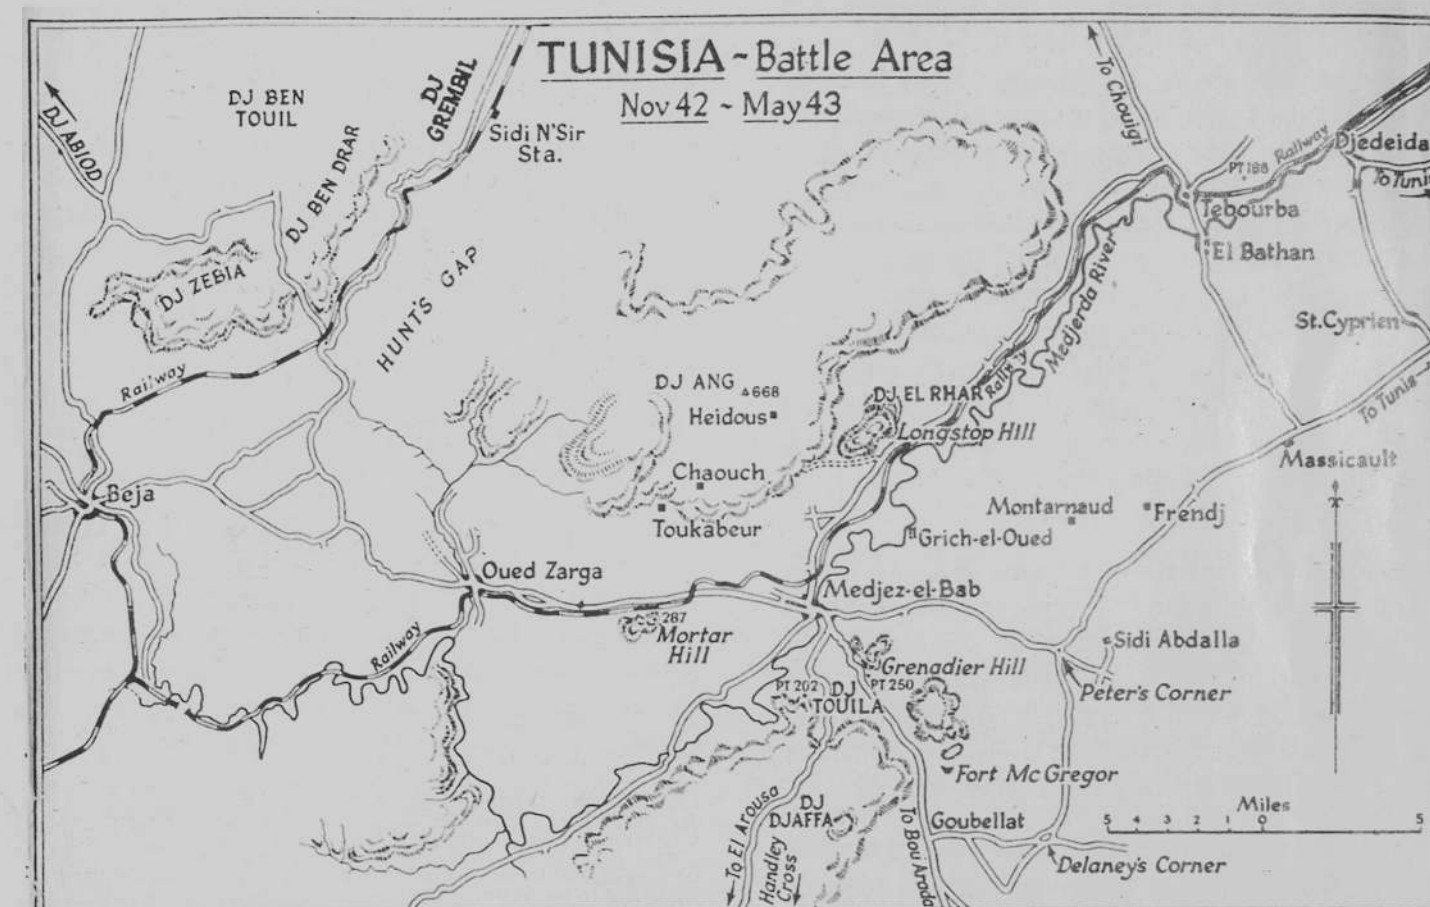 TUNISIA ~ Battle Area
Nov 42 ~ May 43
DJ ABIOD
DJ BEN
TOUIL
DJ
GREMBIL
Sidi N'Sir
Sta.
DJ BEN DRAR
DJ ZEBIA
HUNT'S GAP
Railway
To Chouigi
Railway
PT 186
Djedeida
To Tunis
Tebourba
El Bathan
Medjerda River
St. Cyprien
To Tunis
Railway
DJ ANG
668
Heidous
DJ EL RHAR
Longstop Hill
Massicault
Beja
Chaouch
Toukabeur
Montarnaud
Frendj
Grich-el-Oued
Oued Zarga
Medjez-el-Bab
Railway
287
Mortar
Hill
Sidi Abdalla
Grenadier Hill
Peter's Corner
PT 202
DJ
TOUILA
PT 250
Fort Mc Gregor
DJ
DJAFFA
To El Arousa
Handley
Cross
To Bou Arada
Goubellat
Delaney's Corner
Miles
5 4 3 2 1 0 5